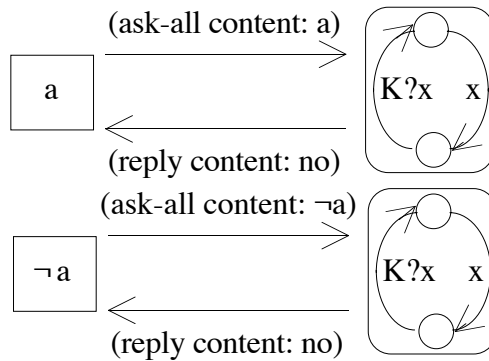 (ask-all content: a)
a
K?x x
(reply content: no)
(ask-all content: ¬a)
¬ a
K?x x
(reply content: no)